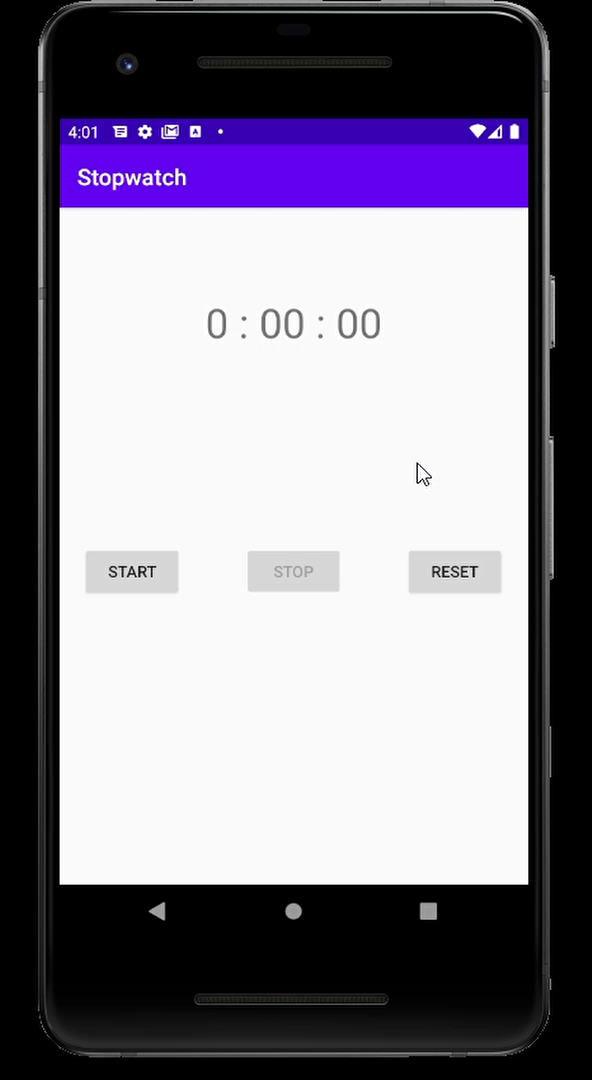 4:01
Stopwatch
0 : 00 : 00
START STOP RESET